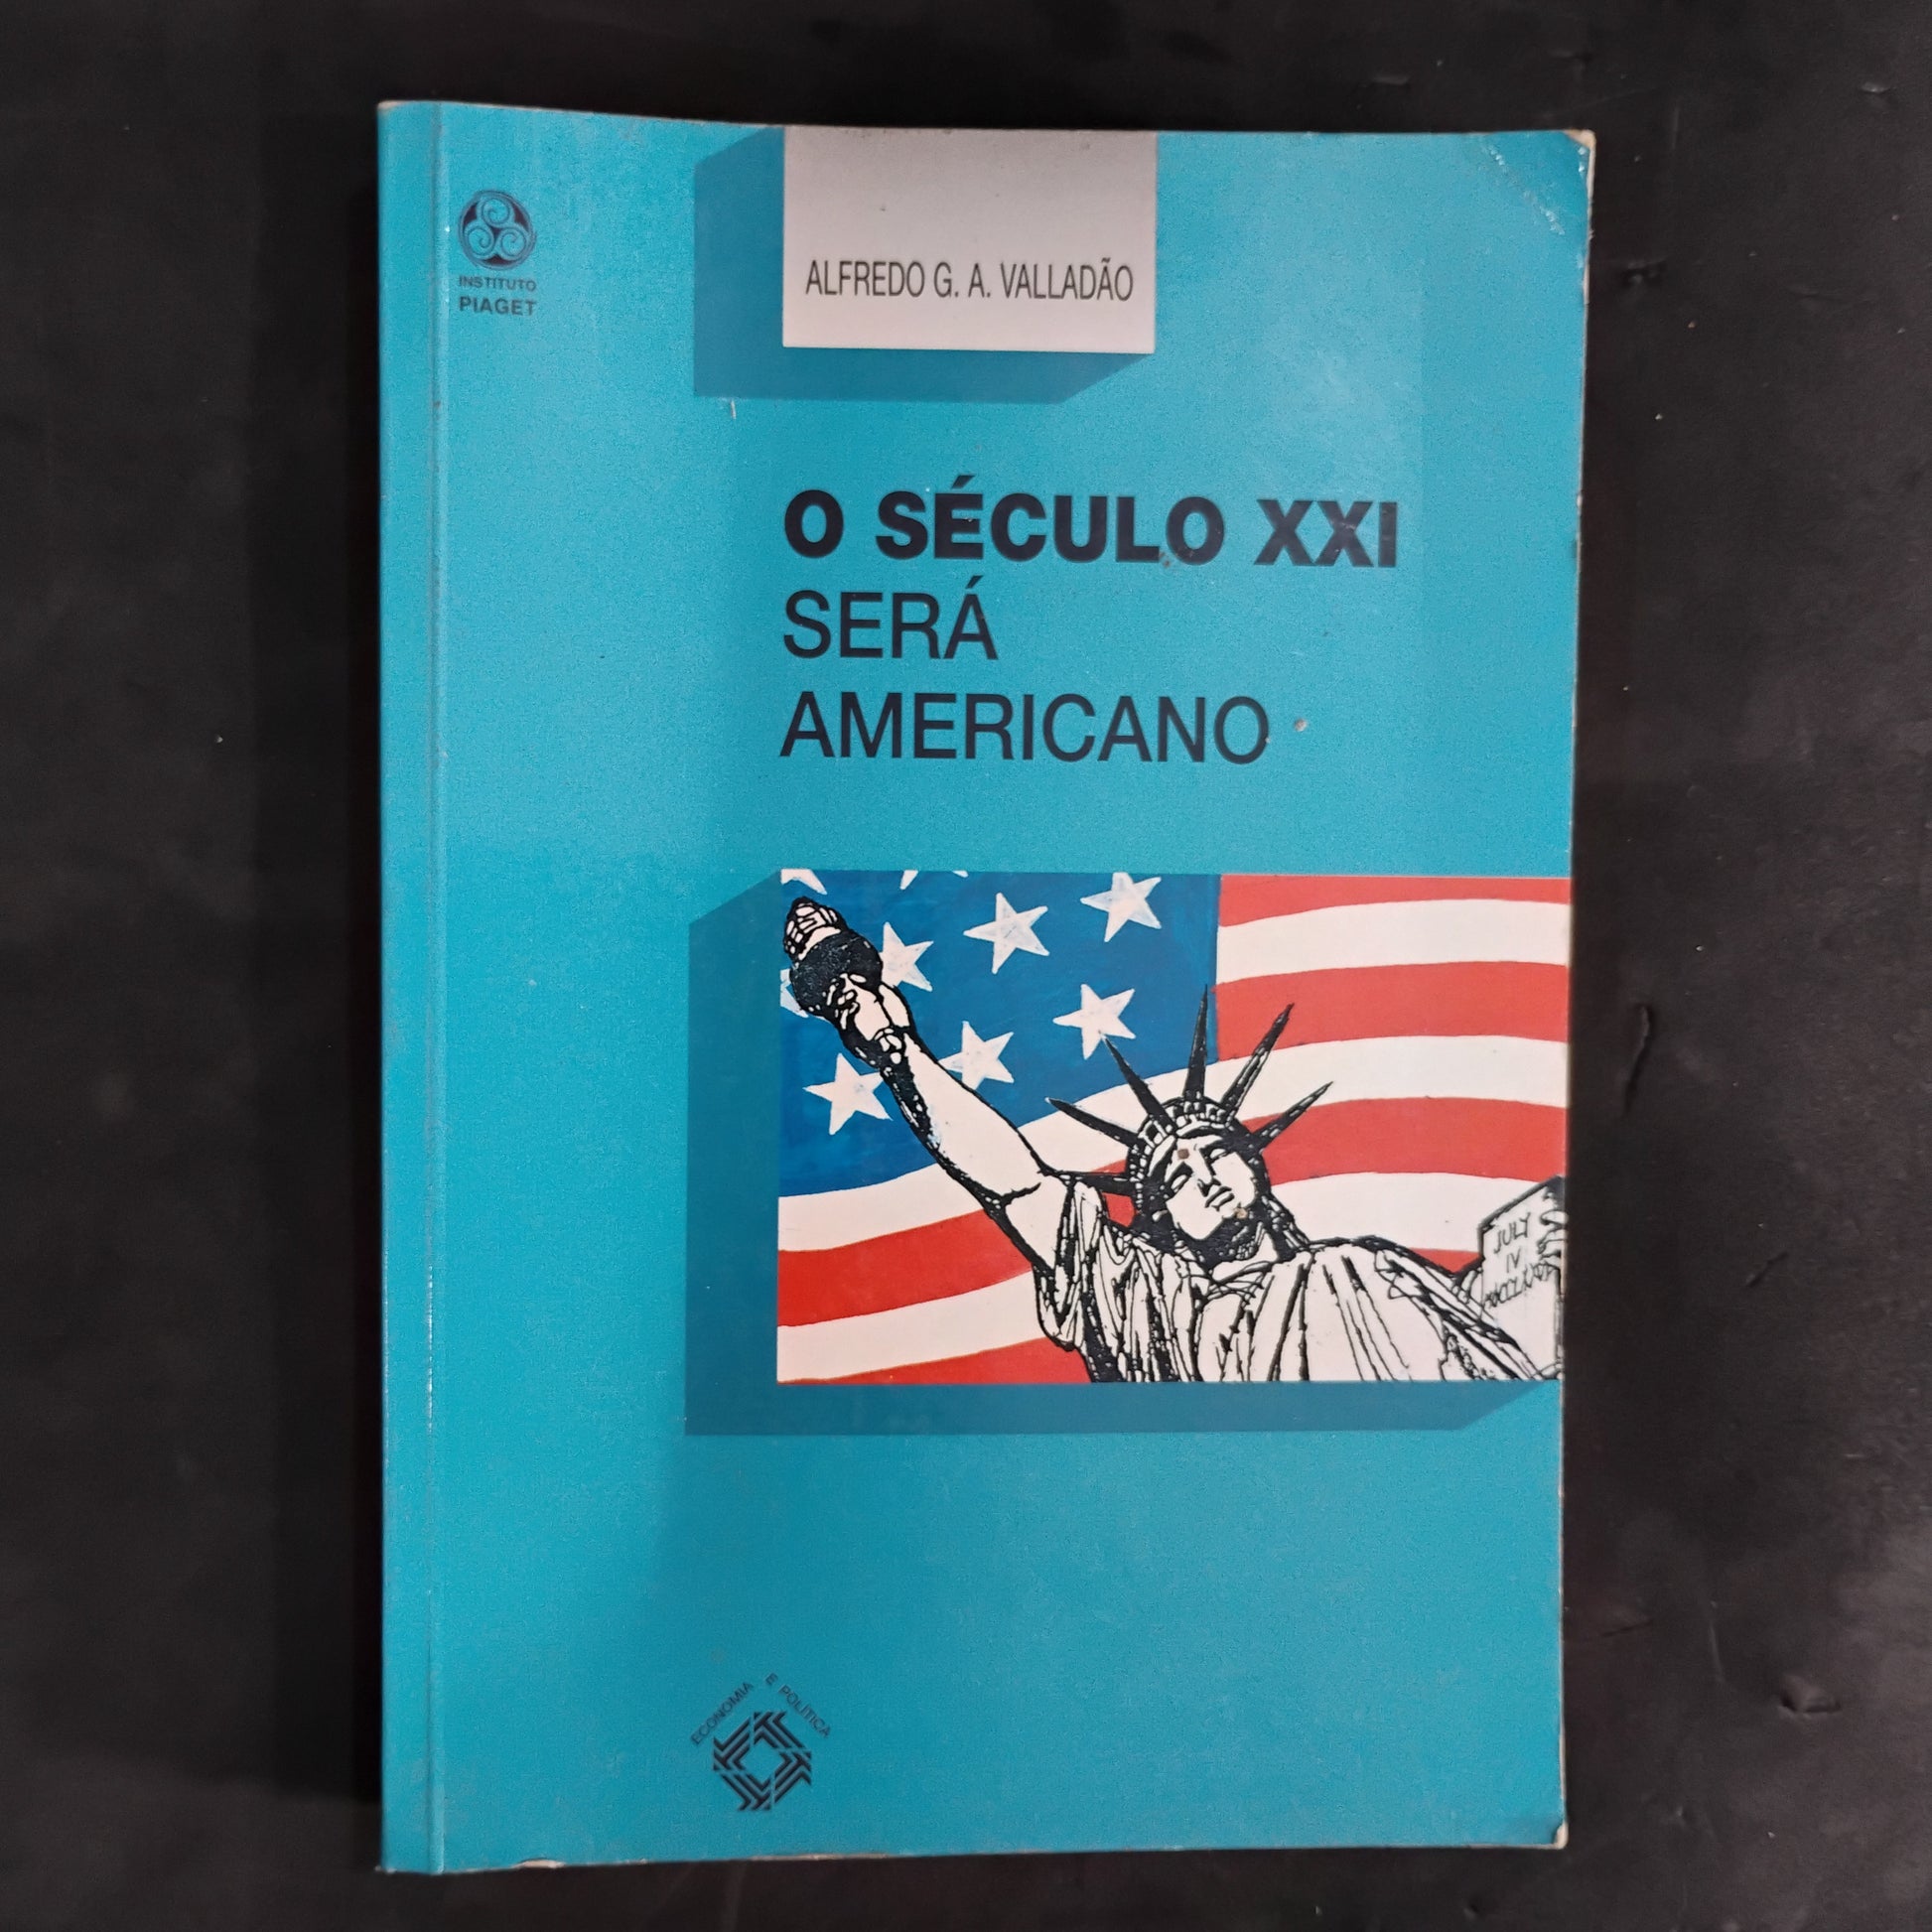 INSTITUTO
PIAGET
ALFREDO G. A. VALLADÃO
O SÉCULO XXI
SERÁ
AMERICANO
JULY
IV
ECONOMIA E POLÍTICA